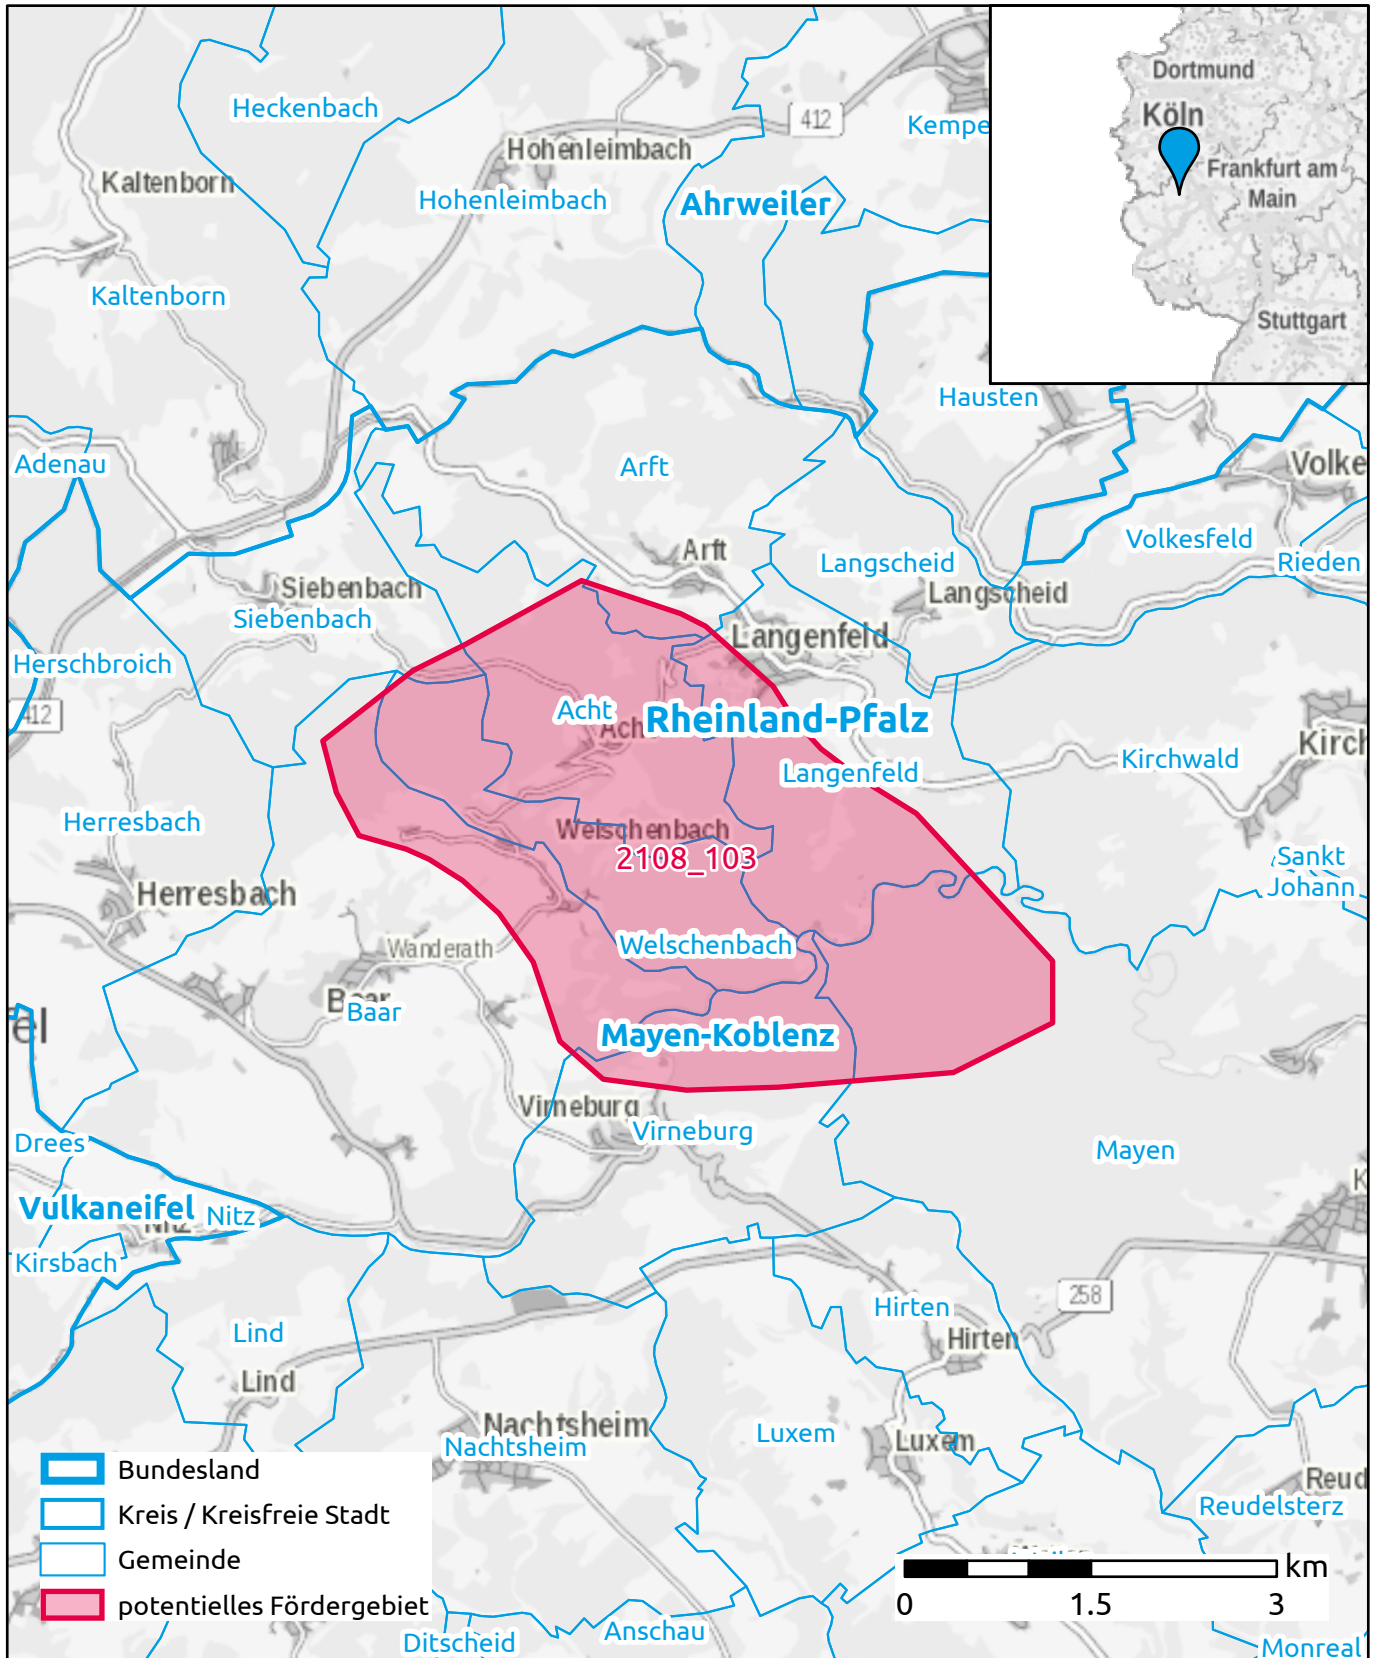 Dortmund
Köln
Frankfurt am
Main
Stuttgart
Heckenbach
412
Kempe
Hohenleimbach
Kaltenborn
Hohenleimbach
Ahrweiler
Kaltenborn
Hausten
Adenau
Arft
Volke
Volkesfeld
Arft
Langscheid
Rieden
Siebenbach
Langscheid
Siebenbach
Langenfeld
Herschbroich
412
Acht
Rheinland-Pfalz
Ach
Kirch
Kirchwald
Langenfeld
Herresbach
Welschenbach
2108_103
Sankt
Johann
Herresbach
Wanderath
Welschenbach
Baar
Baar
el
Mayen-Koblenz
Virneburg
Virneburg
Drees
Mayen
K
Vulkaneifel
Nitz
Nitz
Kirsbach
258
Hirten
Lind
Hirten
Lind
Nachtsheim
Luxem
Nachtsheim
Luxem
Reud
Reudelsterz
Bundesland
Kreis / Kreisfreie Stadt
Gemeinde
potentielles Fördergebiet
km
0 1.5 3
Anschau
Ditscheid
Monreal